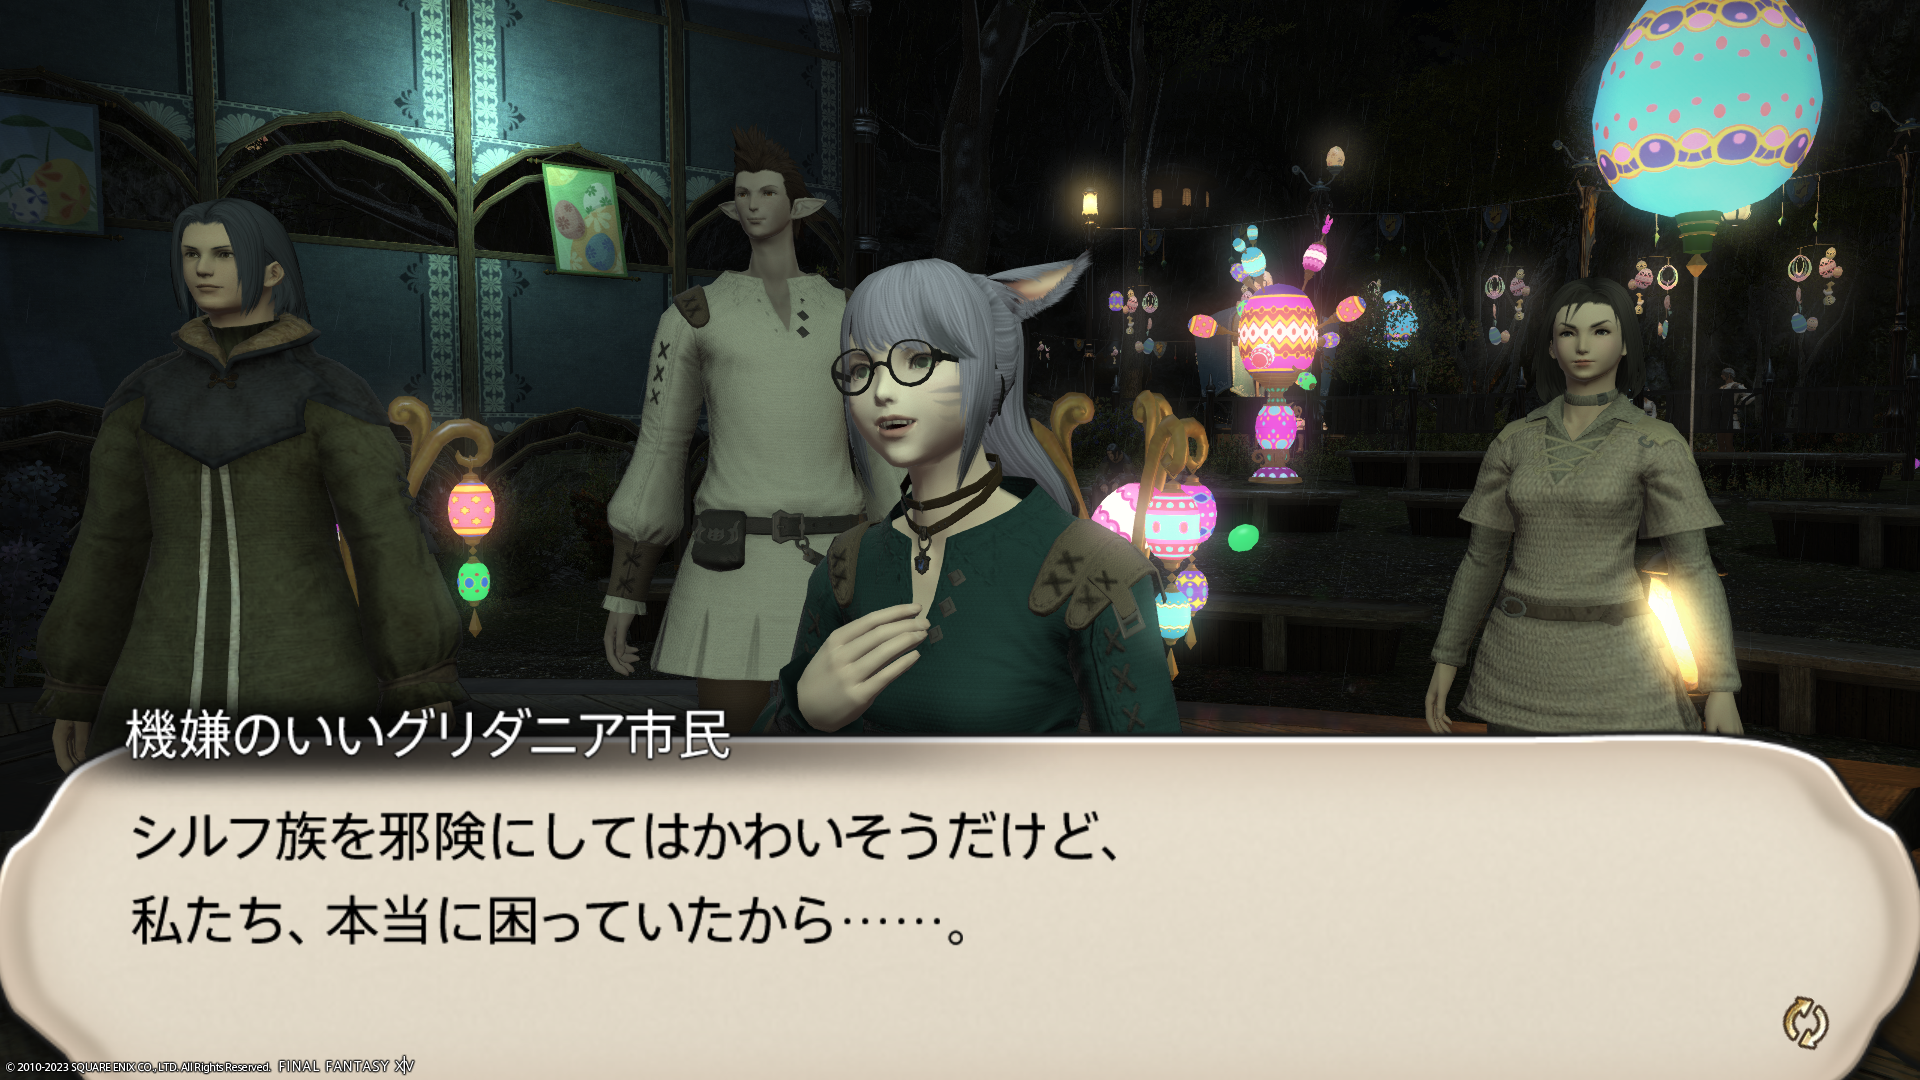 機嫌のいいグリダニア市民
シルフ族を邪険にしてはかわいそうだけど、
私たち、本当に困っていたから……。
© 2010-2023 SQUARE ENIX CO., LTD. All Rights Reserved. FINAL FANTASY XIV